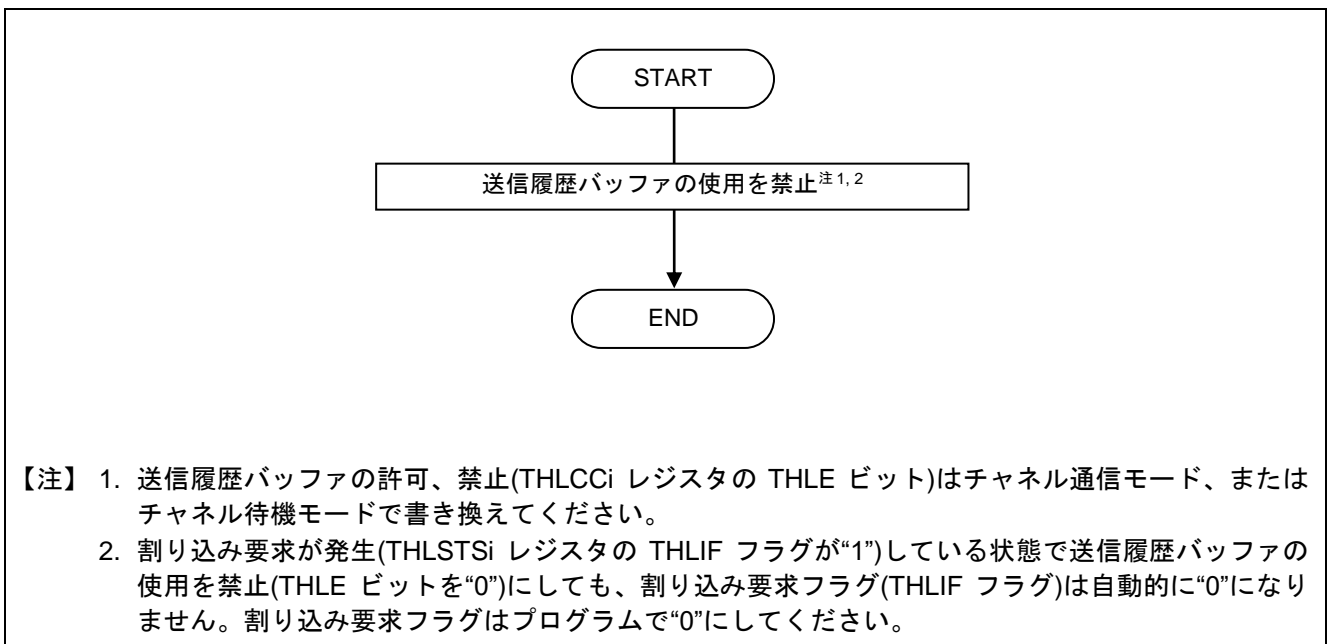 START
送信履歴バッファの使用を禁止注 1, 2
END
【注】 1. 送信履歴バッファの許可、禁止(THLCCi レジスタの THLE ビット)はチャネル通信モード、または
チャネル待機モードで書き換えてください。
2. 割り込み要求が発生(THLSTSi レジスタの THLIF フラグが“1”)している状態で送信履歴バッファの
使用を禁止(THLE ビットを“0”)にしても、割り込み要求フラグ(THLIF フラグ)は自動的に“0”になり
ません。割り込み要求フラグはプログラムで“0”にしてください。